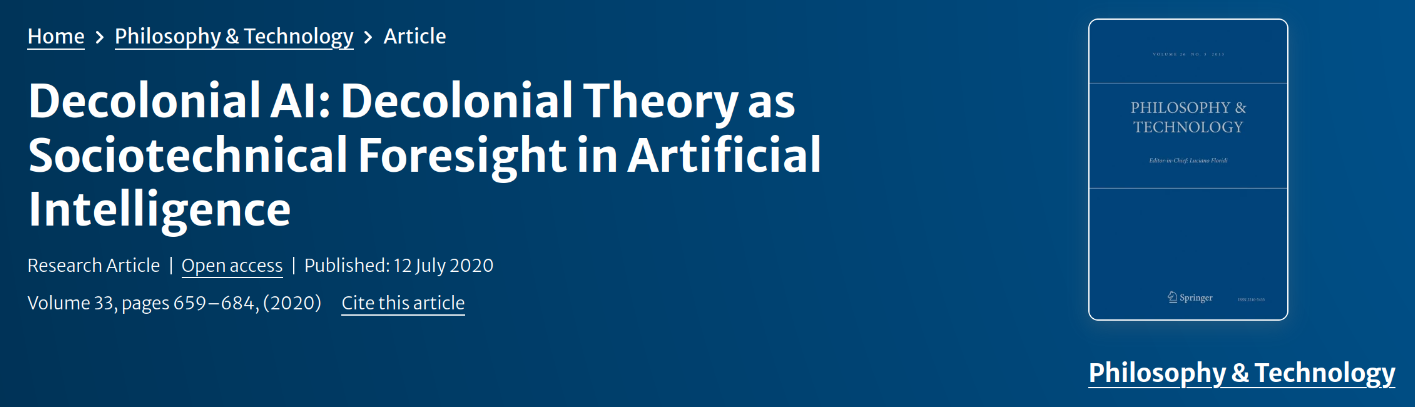 Home > Philosophy & Technology > Article
Decolonial AI: Decolonial Theory as
Sociotechnical Foresight in Artificial
Intelligence
Research Article | Open access | Published: 12 July 2020
Volume 33, pages 659–684, (2020) Cite this article
PHILOSOPHY &
TECHNOLOGY
Editor-in-Chief: Luciano Floridi
Springer
Philosophy & Technology